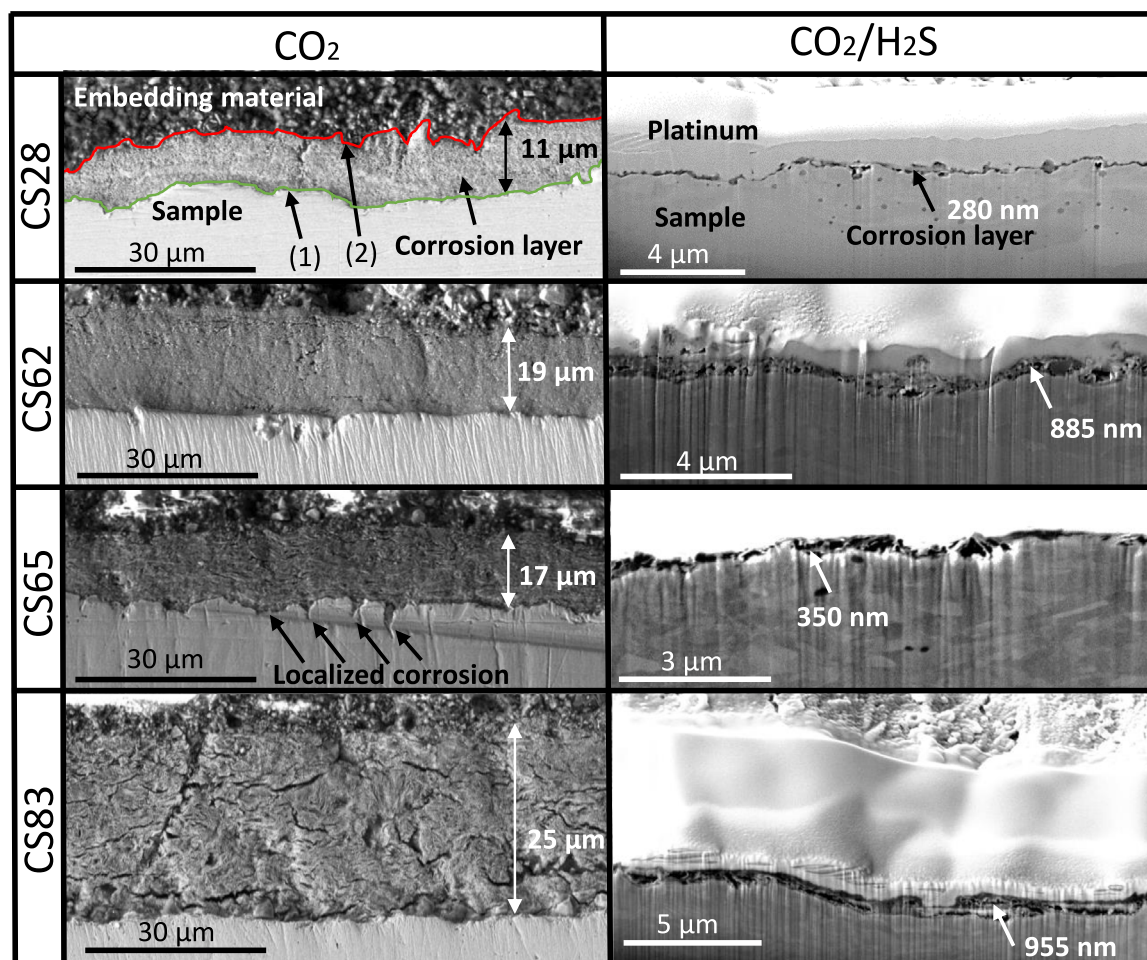 CO₂
CO₂/H₂S
CS28
Embedding material
11 µm
Sample
(1)
(2)
Corrosion layer
30 µm
Platinum
Sample
280 nm
Corrosion layer
4 µm
CS62
19 µm
30 µm
885 nm
4 µm
CS65
17 µm
Localized corrosion
30 µm
350 nm
3 µm
CS83
25 µm
30 µm
955 nm
5 µm